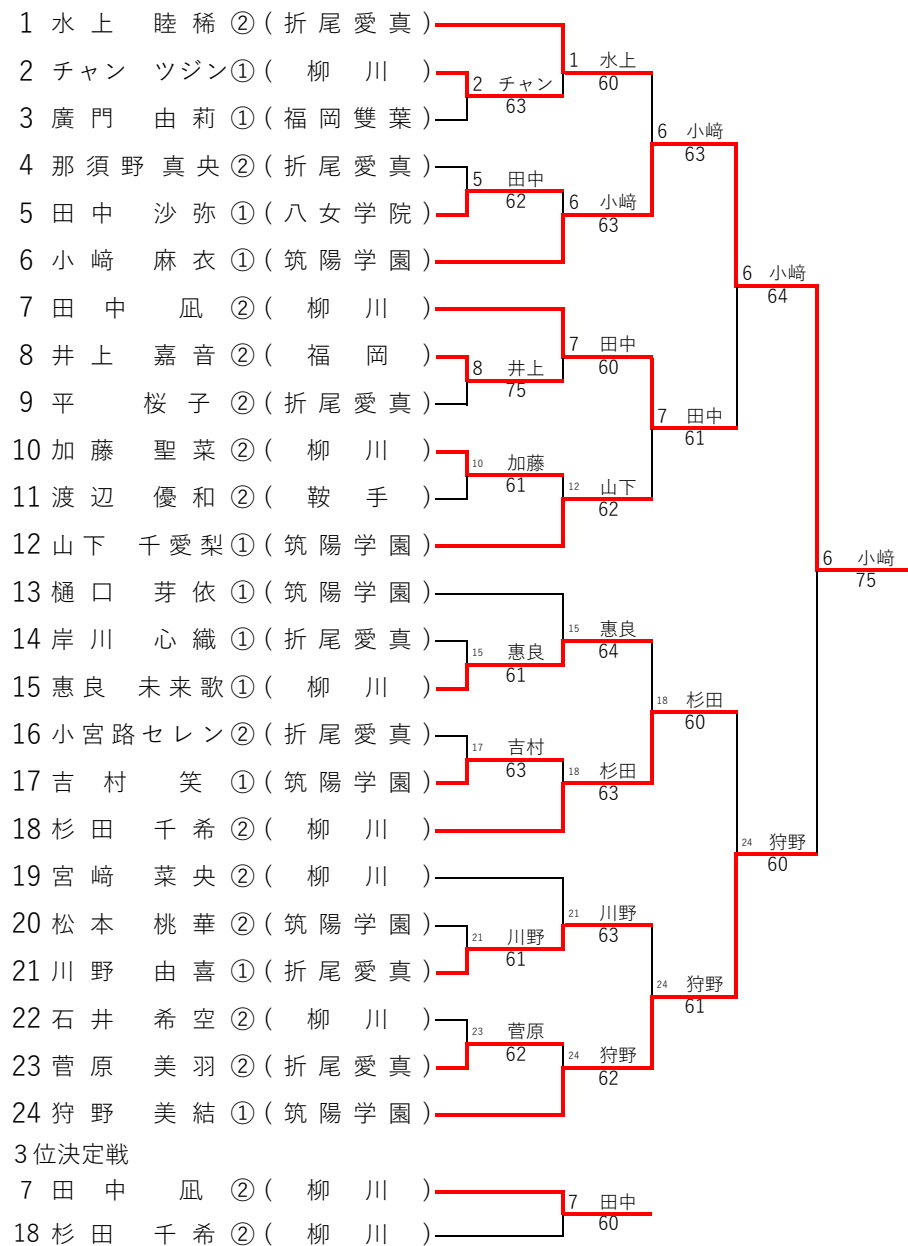 1 水上 睦稀 ② (折尾愛真)
1 水上
60
2 チャン ツジン ① (柳川)
2 チャン
63
3 廣門 由莉 ① (福岡雙葉)
6 小﨑
63
4 那須野 真央 ② (折尾愛真)
5 田中
62
5 田中 沙弥 ① (八女学院)
6 小﨑
63
6 小﨑 麻衣 ① (筑陽学園)
6 小﨑
64
7 田中 凪 ② (柳川)
7 田中
60
8 井上 嘉音 ② (福岡)
8 井上
75
9 平 桜子 ② (折尾愛真)
7 田中
61
10 加藤 聖菜 ② (柳川)
10 加藤
61
11 渡辺 優和 ② (鞍手)
12 山下
62
12 山下 千愛梨 ① (筑陽学園)
6 小﨑
75
13 樋口 芽依 ① (筑陽学園)
15 惠良
64
14 岸川 心織 ① (折尾愛真)
15 惠良
61
15 惠良 未来歌 ① (柳川)
18 杉田
60
16 小宮路セレン ② (折尾愛真)
17 吉村
63
17 吉村 笑 ① (筑陽学園)
18 杉田
63
18 杉田 千希 ② (柳川)
24 狩野
60
19 宮﨑 菜央 ② (柳川)
21 川野
63
20 松本 桃華 ② (筑陽学園)
21 川野
61
21 川野 由喜 ① (折尾愛真)
24 狩野
61
22 石井 希空 ② (柳川)
23 菅原
62
23 菅原 美羽 ② (折尾愛真)
24 狩野
62
24 狩野 美結 ① (筑陽学園)
3位決定戦
7 田中 凪 ② (柳川)
7 田中
60
18 杉田 千希 ② (柳川)